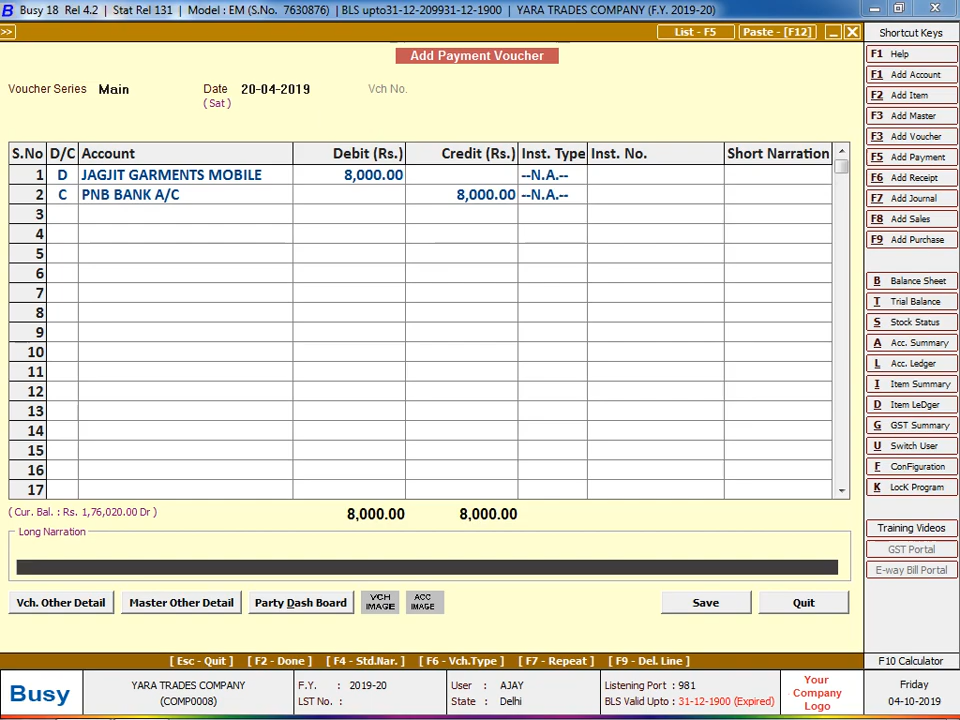 Busy 18 Rel 4.2 | Stat Rel 131 | Model : EM (S.No. 7630876) | BLS upto31-12-209931-12-1900 | YARA TRADES COMPANY (F.Y. 2019-20)
>> List - F5 Paste - [F12]
Add Payment Voucher
Voucher Series Main Date 20-04-2019 Vch No.
( Sat )
S.No D/C Account Debit (Rs.) Credit (Rs.) Inst. Type Inst. No. Short Narration
1 D JAGJIT GARMENTS MOBILE 8,000.00 --N.A.--
2 C PNB BANK A/C 8,000.00 --N.A.--
3
4
5
6
7
8
9
10
11
12
13
14
15
16
17
( Cur. Bal. : Rs. 1,76,020.00 Dr ) 8,000.00 8,000.00
Long Narration
Vch. Other Detail Master Other Detail Party Dash Board VCH IMAGE ACC IMAGE Save Quit
[ Esc - Quit ] [ F2 - Done ] [ F4 - Std.Nar. ] [ F6 - Vch.Type ] [ F7 - Repeat ] [ F9 - Del. Line ]
Busy
YARA TRADES COMPANY
(COMP0008)
F.Y. : 2019-20
LST No. :
User : AJAY
State : Delhi
Listening Port : 981
BLS Valid Upto : 31-12-1900 (Expired)
Your
Company
Logo
Shortcut Keys
F1 Help
F1 Add Account
F2 Add Item
F3 Add Master
F3 Add Voucher
F5 Add Payment
F6 Add Receipt
F7 Add Journal
F8 Add Sales
F9 Add Purchase
B Balance Sheet
T Trial Balance
S Stock Status
A Acc. Summary
L Acc. Ledger
I Item Summary
D Item LeDger
G GST Summary
U Switch User
F ConFiguration
K LocK Program
Training Videos
GST Portal
E-way Bill Portal
F10 Calculator
Friday
04-10-2019